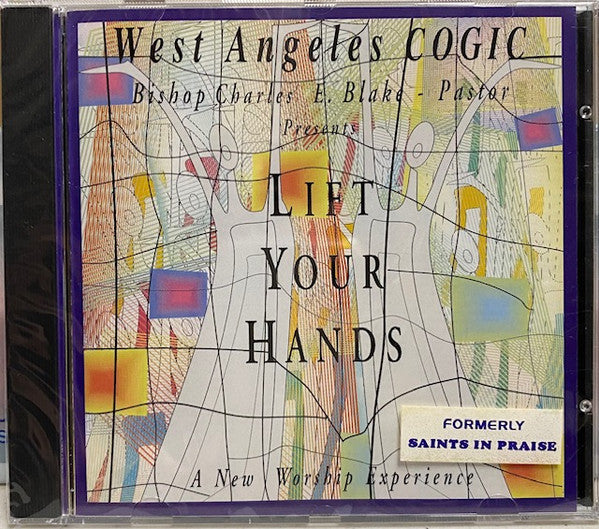 West Angeles COGIC
Bishop Charles E. Blake - Pastor
Presents
LIFT
YOUR
HANDS
FORMERLY
SAINTS IN PRAISE
A New Worship Experience